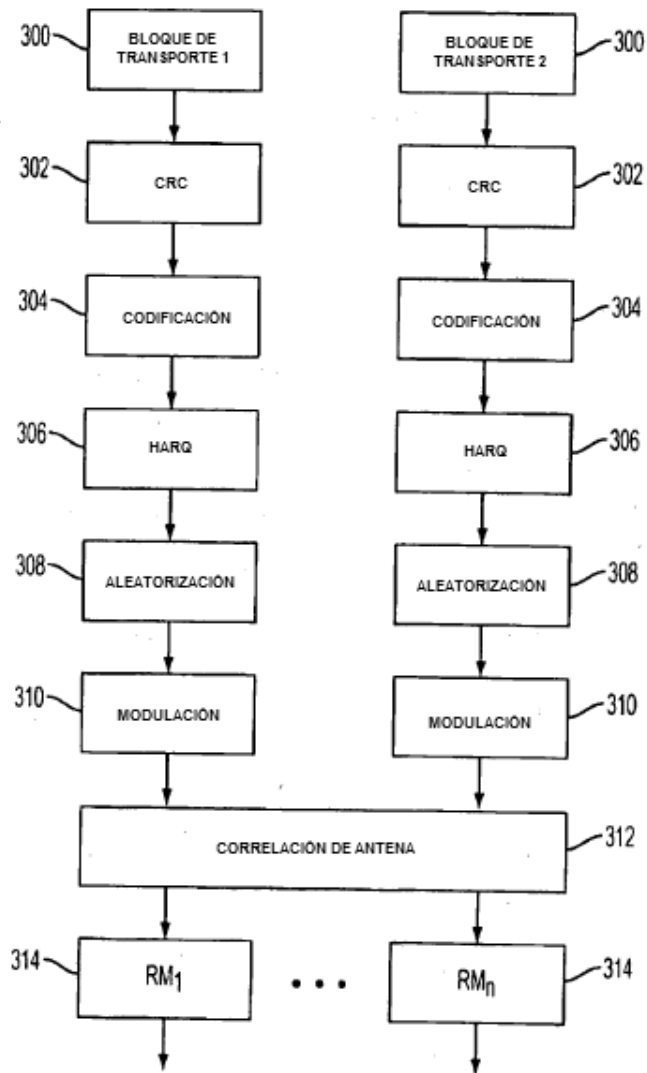 300
BLOQUE DE
TRANSPORTE 1
BLOQUE DE
TRANSPORTE 2
300
302
CRC
CRC
302
304
CODIFICACIÓN
CODIFICACIÓN
304
306
HARQ
HARQ
306
308
ALEATORIZACIÓN
ALEATORIZACIÓN
308
310
MODULACIÓN
MODULACIÓN
310
CORRELACIÓN DE ANTENA
312
314
RM1
• • •
RMn
314